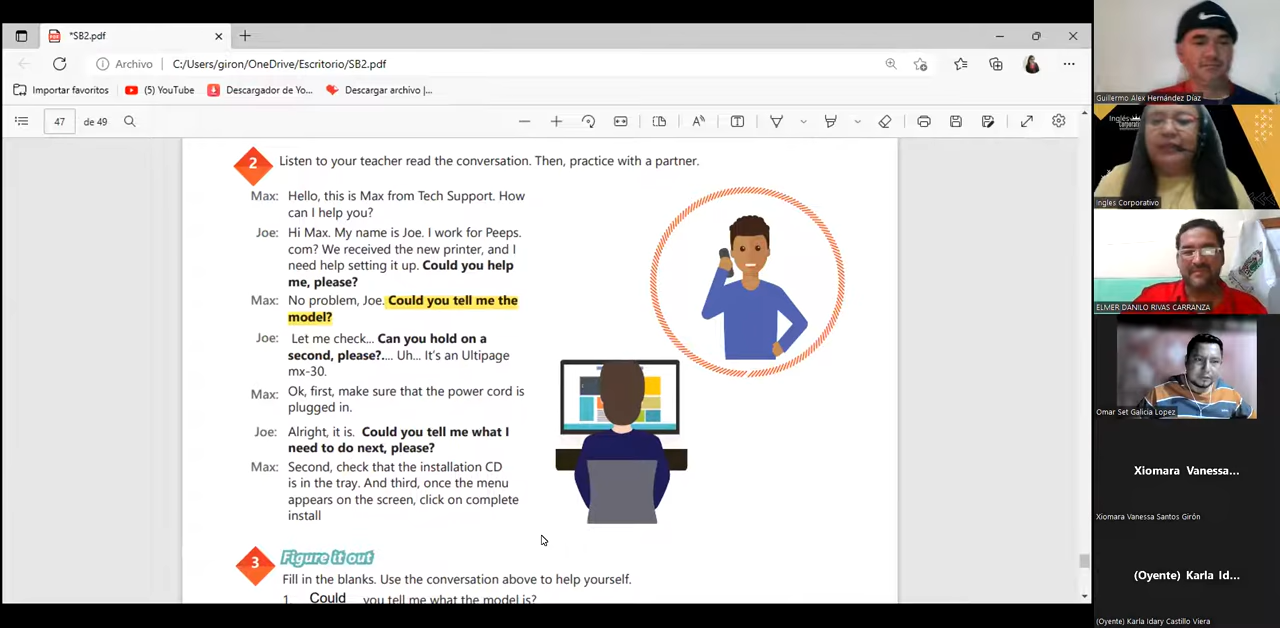 *SB2.pdf
Archivo
C:/Users/giron/OneDrive/Escritorio/SB2.pdf
Importar favoritos
(5) YouTube
Descargador de Yo...
Descargar archivo |...
47
de 49
2
Listen to your teacher read the conversation. Then, practice with a partner.
Max: Hello, this is Max from Tech Support. How
can I help you?
Joe: Hi Max. My name is Joe. I work for Peeps.
com? We received the new printer, and I
need help setting it up. Could you help
me, please?
Max: No problem, Joe. Could you tell me the
model?
Joe: Let me check... Can you hold on a
second, please?.... Uh... It's an Ultipage
mx-30.
Max: Ok, first, make sure that the power cord is
plugged in.
Joe: Alright, it is. Could you tell me what I
need to do next, please?
Max: Second, check that the installation CD
is in the tray. And third, once the menu
appears on the screen, click on complete
install
3
Figure it out
Fill in the blanks. Use the conversation above to help yourself.
1. Could you tell me what the model is?
Guillermo Alex Hernández Díaz
Inglés
Corporativo
Ingles Corporativo
ELMER DANILO RIVAS CARRANZA
Omar Set Galicia Lopez
Xiomara Vanessa...
Xiomara Vanessa Santos Girón
(Oyente) Karla Id...
(Oyente) Karla Idary Castillo Viera